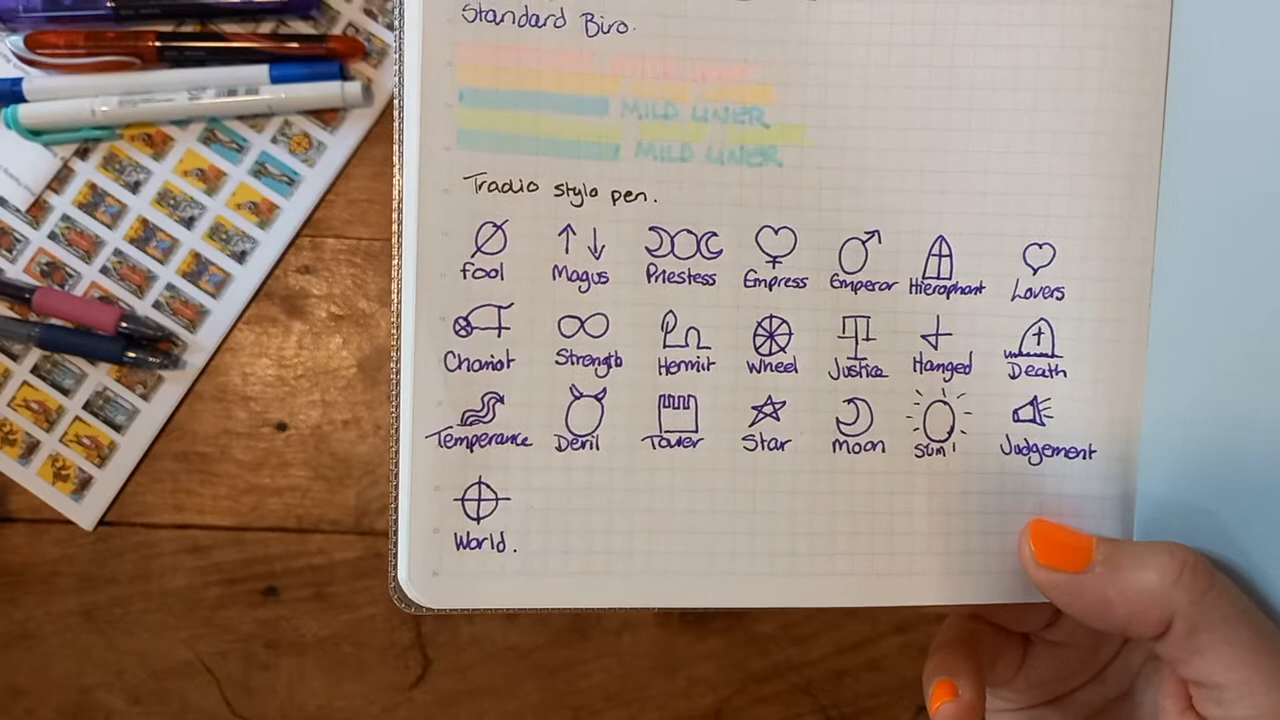 Standard Biro.
MILD LINER
MILD LINER
Tradio stylo pen.
Fool Magus Priestess Empress Emperor Hierophant Lovers
Chariot Strength Hermit Wheel Justice Hanged Death
Temperance Devil Tower Star Moon Sun! Judgement
World.